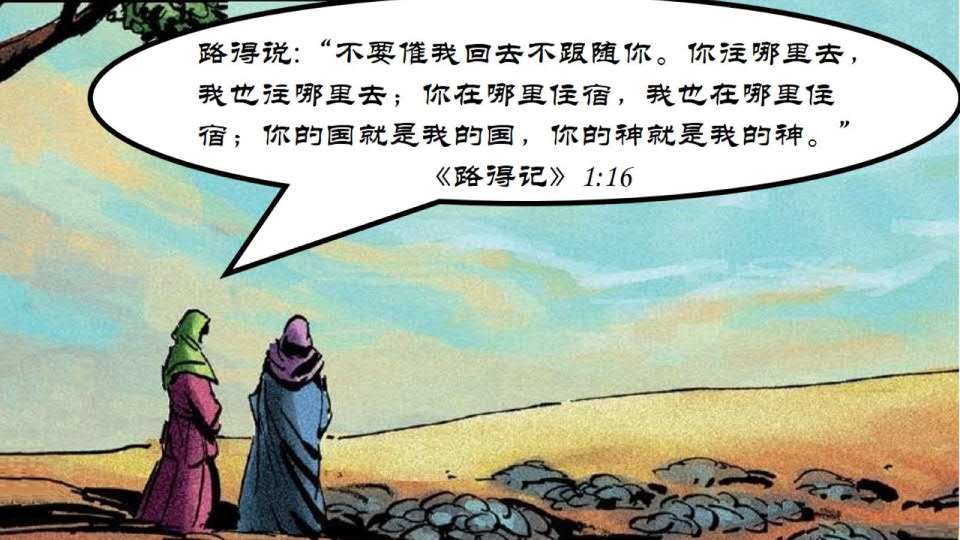 路得说:“不要催我回去不跟随你。你往哪里去，
我也往哪里去；你在哪里住宿，我也在哪里住
宿；你的国就是我的国，你的神就是我的神。”
《路得记》1:16